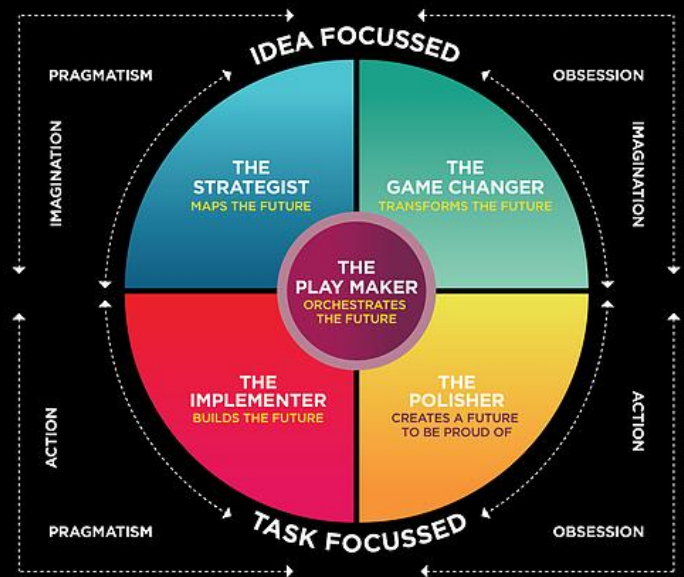 IDEA FOCUSSED
PRAGMATISM
OBSESSION
IMAGINATION
IMAGINATION
THE
STRATEGIST
MAPS THE FUTURE
THE
GAME CHANGER
TRANSFORMS THE FUTURE
THE
PLAY MAKER
ORCHESTRATES
THE FUTURE
THE
IMPLEMENTER
BUILDS THE FUTURE
THE
POLISHER
CREATES A FUTURE
TO BE PROUD OF
ACTION
ACTION
PRAGMATISM
OBSESSION
TASK FOCUSSED